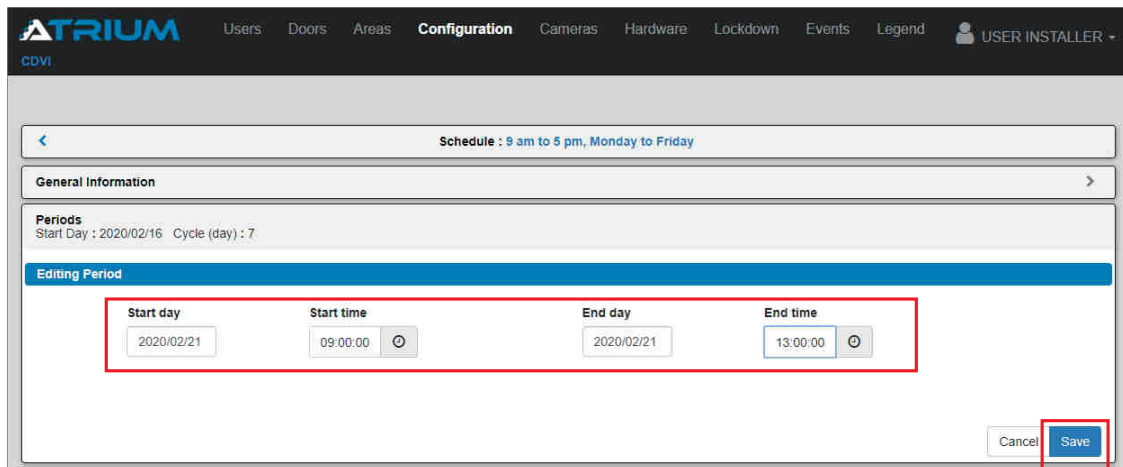 ATRIUM Users Doors Areas Configuration Cameras Hardware Lockdown Events Legend USER INSTALLER
CDVI
Schedule : 9 am to 5 pm, Monday to Friday
General Information
Periods
Start Day : 2020/02/16 Cycle (day) : 7
Editing Period
Start day Start time End day End time
2020/02/21 09:00:00 2020/02/21 13:00:00
Cancel Save